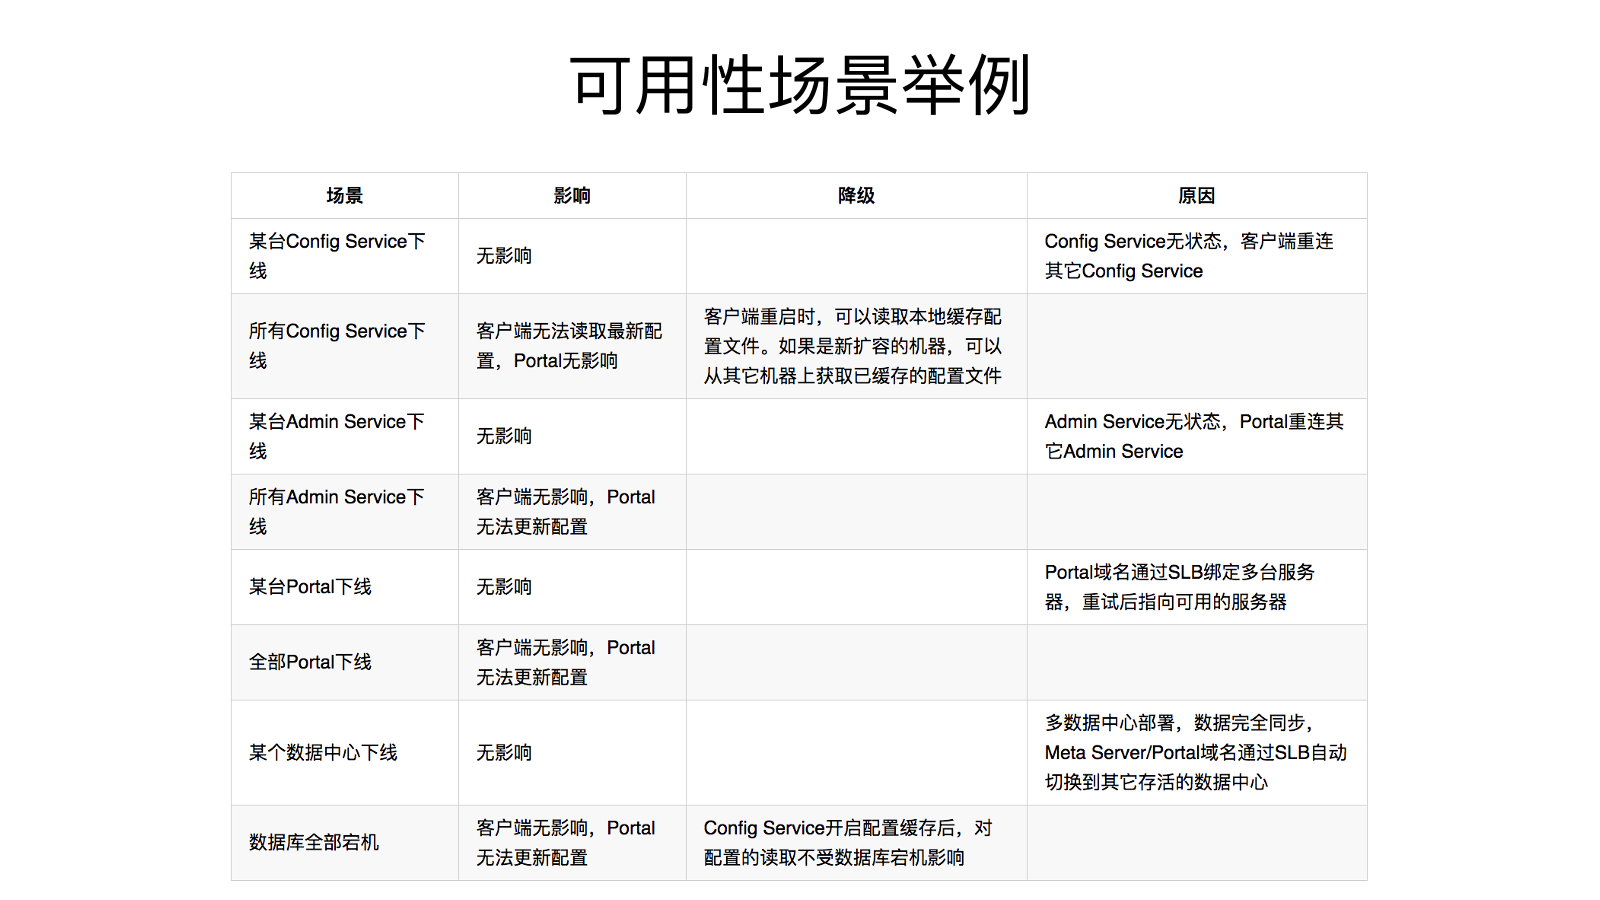 可用性场景举例
场景
影响
降级
原因
某台Config Service下
线
无影响
Config Service无状态，客户端重连
其它Config Service
所有Config Service下
线
客户端无法读取最新配
置，Portal无影响
客户端重启时，可以读取本地缓存配
置文件。如果是新扩容的机器，可以
从其它机器上获取已缓存的配置文件
某台Admin Service下
线
无影响
Admin Service无状态，Portal重连其
它Admin Service
所有Admin Service下
线
客户端无影响，Portal
无法更新配置
某台Portal下线
无影响
Portal域名通过SLB绑定多台服务
器，重试后指向可用的服务器
全部Portal下线
客户端无影响，Portal
无法更新配置
某个数据中心下线
无影响
多数据中心部署，数据完全同步，
Meta Server/Portal域名通过SLB自动
切换到其它存活的数据中心
数据库全部宕机
客户端无影响，Portal
无法更新配置
Config Service开启配置缓存后，对
配置的读取不受数据库宕机影响